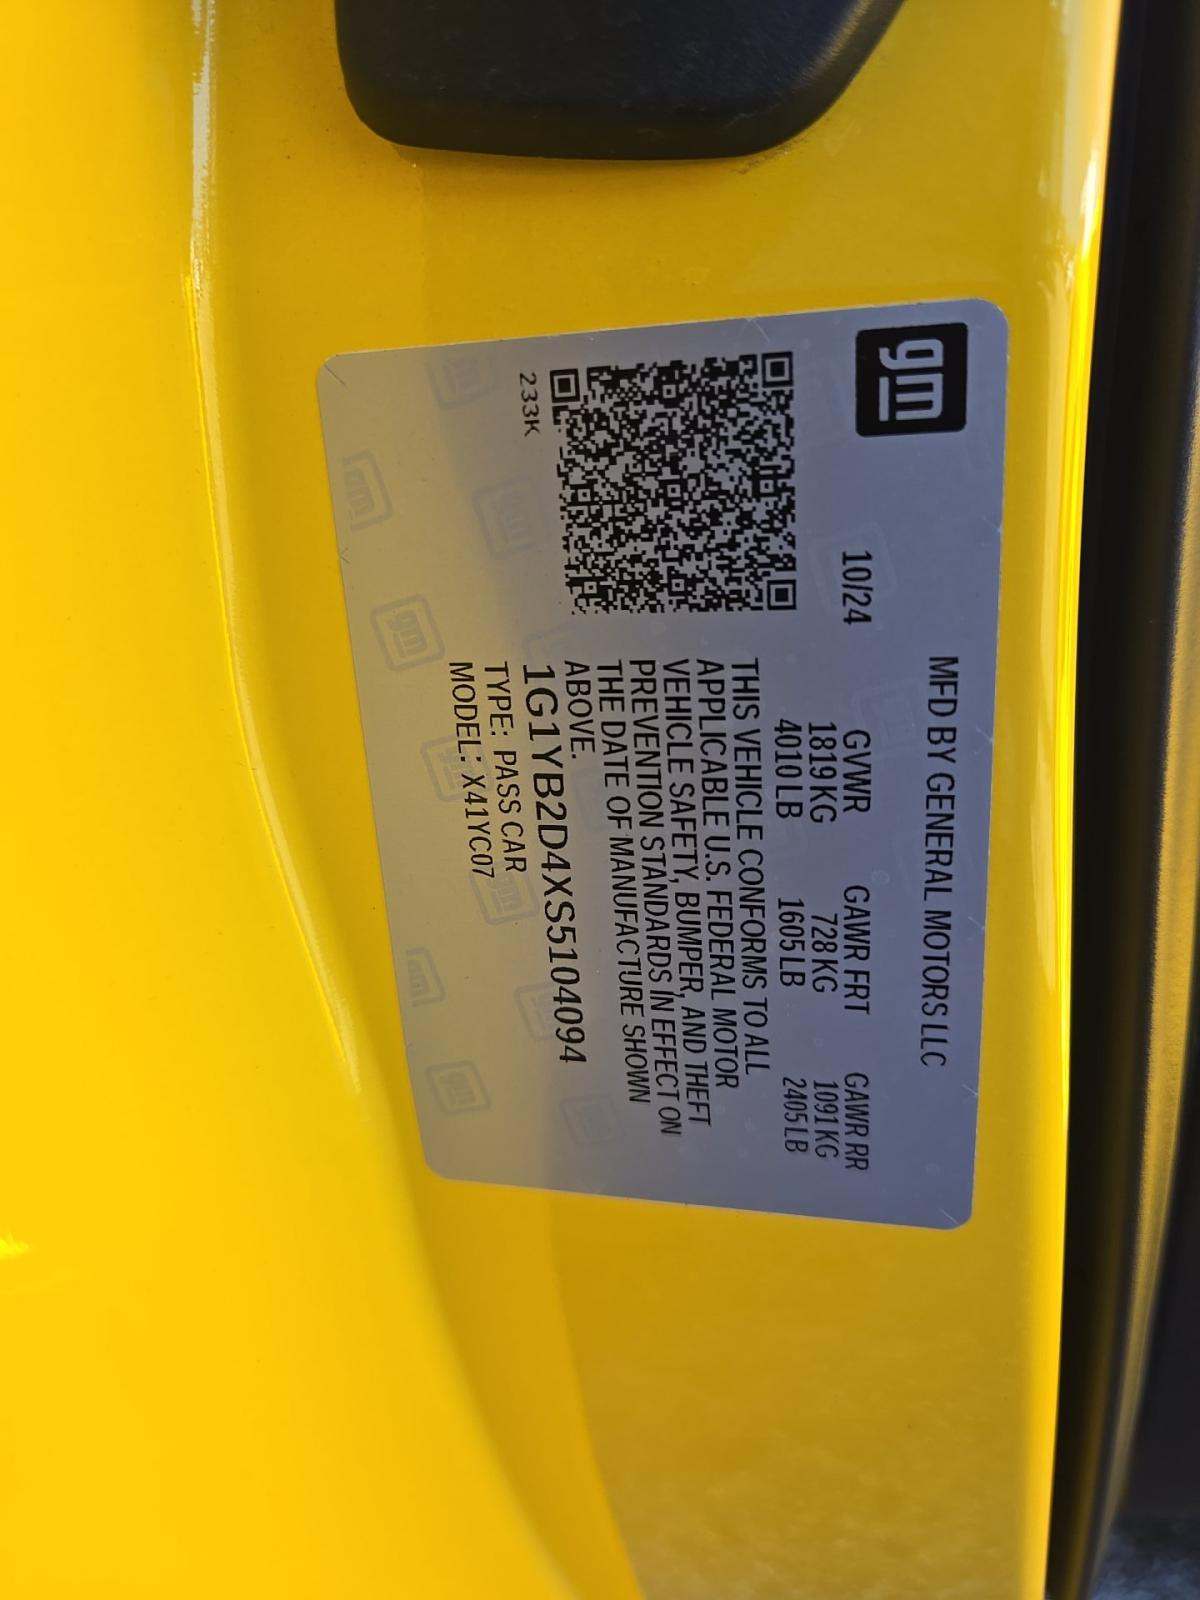 gm
MFD BY GENERAL MOTORS LLC
10/24
GVWR GAWR FRT GAWR RR
1819 KG 728 KG 1091 KG
4010 LB 1605 LB 2405 LB
THIS VEHICLE CONFORMS TO ALL
APPLICABLE U.S. FEDERAL MOTOR
VEHICLE SAFETY, BUMPER, AND THEFT
PREVENTION STANDARDS IN EFFECT ON
THE DATE OF MANUFACTURE SHOWN
ABOVE.
1G1YB2D4XS5104094
TYPE: PASS CAR
MODEL: X41YC07
233K